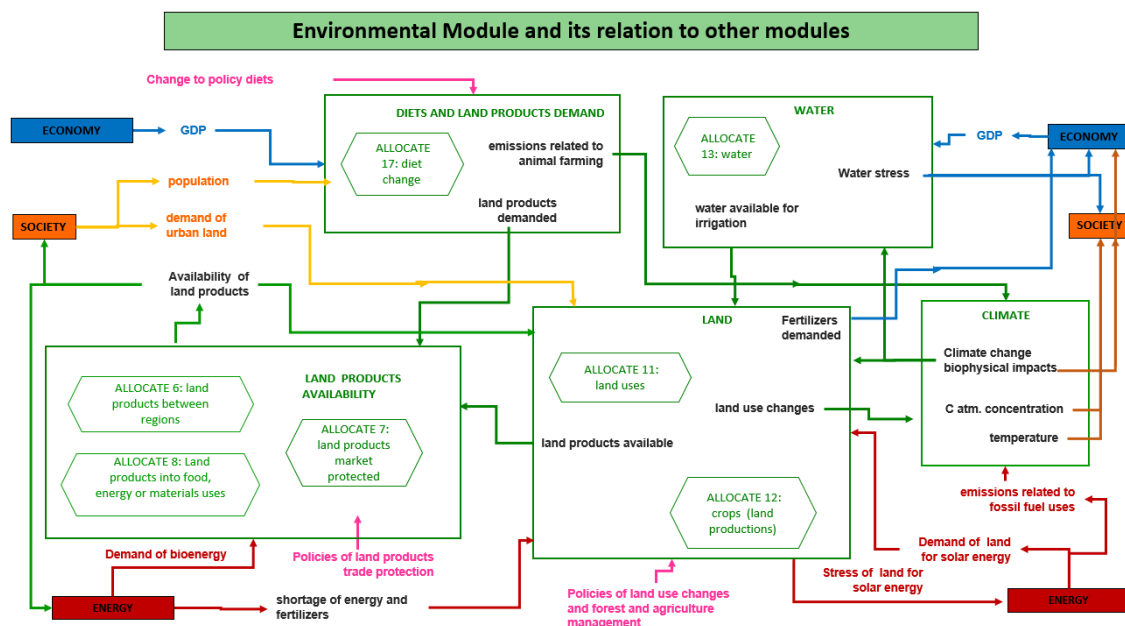 Environmental Module and its relation to other modules
Change to policy diets
DIETS AND LAND PRODUCTS DEMAND
ALLOCATE
17: diet
change
emissions related to
animal farming
land products
demanded
WATER
ALLOCATE
13: water
Water stress
water available for
irrigation
ECONOMY
GDP
GDP
ECONOMY
population
SOCIETY
demand of
urban land
SOCIETY
Availability of
land products
LAND
Fertilizers
demanded
ALLOCATE 11:
land uses
land use changes
land products available
ALLOCATE 12:
crops (land
productions)
CLIMATE
Climate change
biophysical impacts
C atm. concentration
temperature
LAND PRODUCTS
AVAILABILITY
ALLOCATE 6: land
products between
regions
ALLOCATE 7:
land products
market
protected
ALLOCATE 8: Land
products into food,
energy or materials uses
emissions related to
fossil fuel uses
Demand of bioenergy
Policies of land products
trade protection
Demand of land
for solar energy
Stress of land for
solar energy
ENERGY
shortage of energy and
fertilizers
Policies of land use changes
and forest and agriculture
management
ENERGY